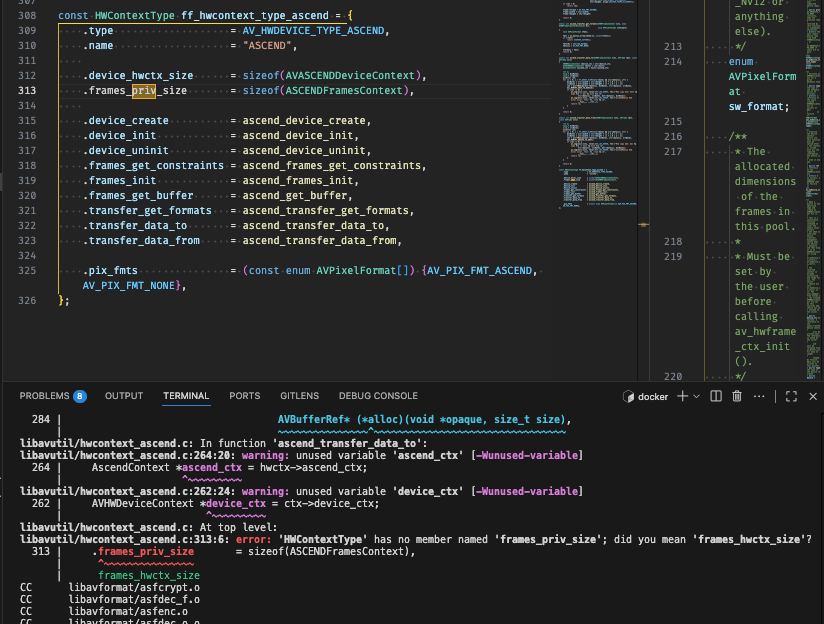 307
308 const HWContextType ff_hwcontext_type_ascend = {
309 .type = AV_HWDEVICE_TYPE_ASCEND,
310 .name = "ASCEND",
311
312 .device_hwctx_size = sizeof(AVASCENDDeviceContext),
313 .frames_priv_size = sizeof(ASCENDFramesContext),
314
315 .device_create = ascend_device_create,
316 .device_init = ascend_device_init,
317 .device_uninit = ascend_device_uninit,
318 .frames_get_constraints = ascend_frames_get_constraints,
319 .frames_init = ascend_frames_init,
320 .frames_get_buffer = ascend_get_buffer,
321 .transfer_get_formats = ascend_transfer_get_formats,
322 .transfer_data_to = ascend_transfer_data_to,
323 .transfer_data_from = ascend_transfer_data_from,
324
325 .pix_fmts = (const enum AVPixelFormat[]) {AV_PIX_FMT_ASCEND,
AV_PIX_FMT_NONE},
326 };
_NV12 or
anything
else).
213 */
214 enum
AVPixelForm
at
sw_format;
215
216 /**
217 * The
allocated
dimensions
of the
frames in
this pool.
218 *
219 * Must be
set by
the user
before
calling
av_hwframe
_ctx_init
().
220 */
PROBLEMS 8 OUTPUT TERMINAL PORTS GITLENS DEBUG CONSOLE docker
284 | AVBufferRef* (*alloc)(void *opaque, size_t size),
| ~~~~~~~~~~~~~~~^~~~~~~~~~~~~~~~~~~~~~~~~~~~~~~~
libavutil/hwcontext_ascend.c: In function 'ascend_transfer_data_to':
libavutil/hwcontext_ascend.c:264:20: warning: unused variable 'ascend_ctx' [-Wunused-variable]
264 | AscendContext *ascend_ctx = hwctx->ascend_ctx;
| ^~~~~~~~~~
libavutil/hwcontext_ascend.c:262:24: warning: unused variable 'device_ctx' [-Wunused-variable]
262 | AVHWDeviceContext *device_ctx = ctx->device_ctx;
| ^~~~~~~~~~
libavutil/hwcontext_ascend.c: At top level:
libavutil/hwcontext_ascend.c:313:6: error: 'HWContextType' has no member named 'frames_priv_size'; did you mean 'frames_hwctx_size'?
313 | .frames_priv_size = sizeof(ASCENDFramesContext),
| ^~~~~~~~~~~~~~~~
| frames_hwctx_size
CC libavformat/asfcrypt.o
CC libavformat/asfdec_f.o
CC libavformat/asfenc.o
CC libavformat/asfdec_o.o